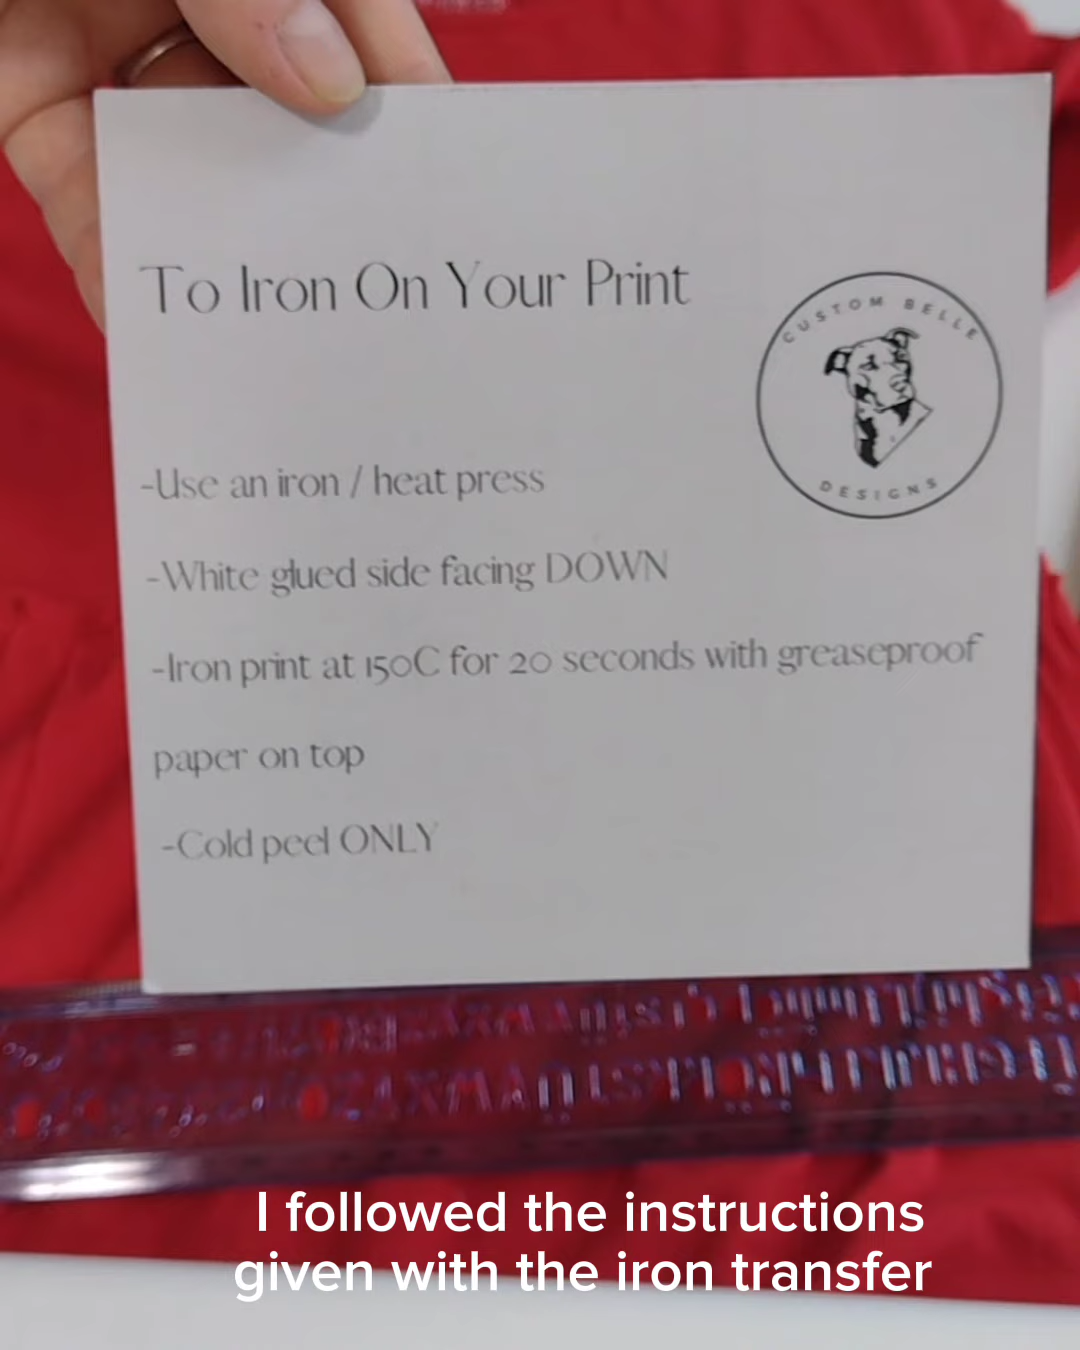 To Iron On Your Print
CUSTOM BELLE
DESIGNS
-Use an iron / heat press
-White glued side facing DOWN
-Iron print at 150C for 20 seconds with greaseproof
paper on top
-Cold peel ONLY
I followed the instructions
given with the iron transfer